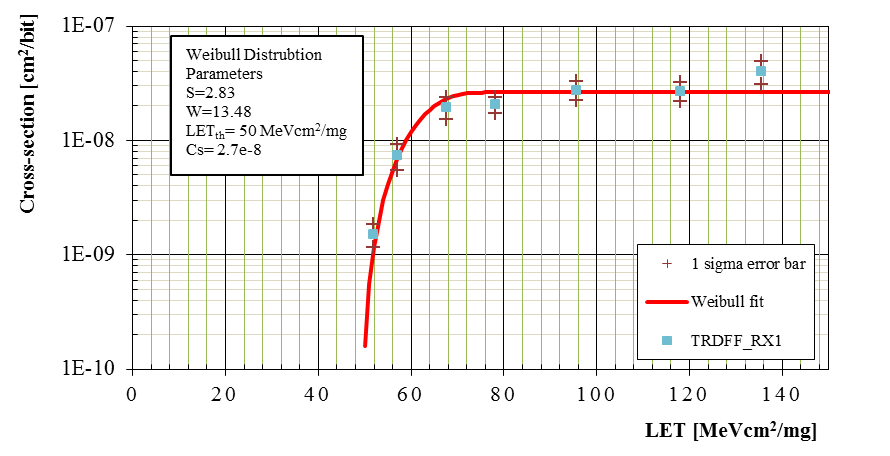 1E-07
1E-08
1E-09
1E-10
Cross-section [cm²/bit]
Weibull Distrubtion
Parameters
S=2.83
W=13.48
LETth= 50 MeVcm²/mg
Cs= 2.7e-8
1 sigma error bar
Weibull fit
TRDFF_RX1
0 20 40 60 80 100 120 140
LET [MeVcm²/mg]